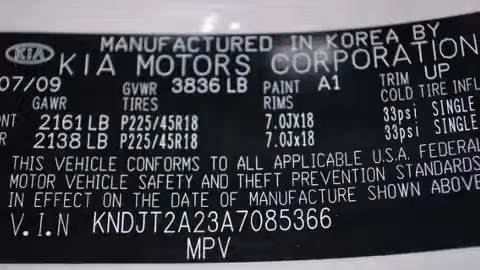 MANUFACTURED IN KOREA BY
KIA KIA MOTORS CORPORATION
07/09 GVWR 3836 LB PAINT A1 TRIM UP
GAWR TIRES RIMS COLD TIRE INFL
2161 LB P225/45R18 7.0JX18 33psi SINGLE
2138 LB P225/45R18 7.0JX18 33psi SINGLE
THIS VEHICLE CONFORMS TO ALL APPLICABLE U.S.A. FEDERAL
MOTOR VEHICLE SAFETY AND THEFT PREVENTION STANDARDS
IN EFFECT ON THE DATE OF MANUFACTURE SHOWN ABOVE
V.I.N KNDJT2A23A7085366
MPV